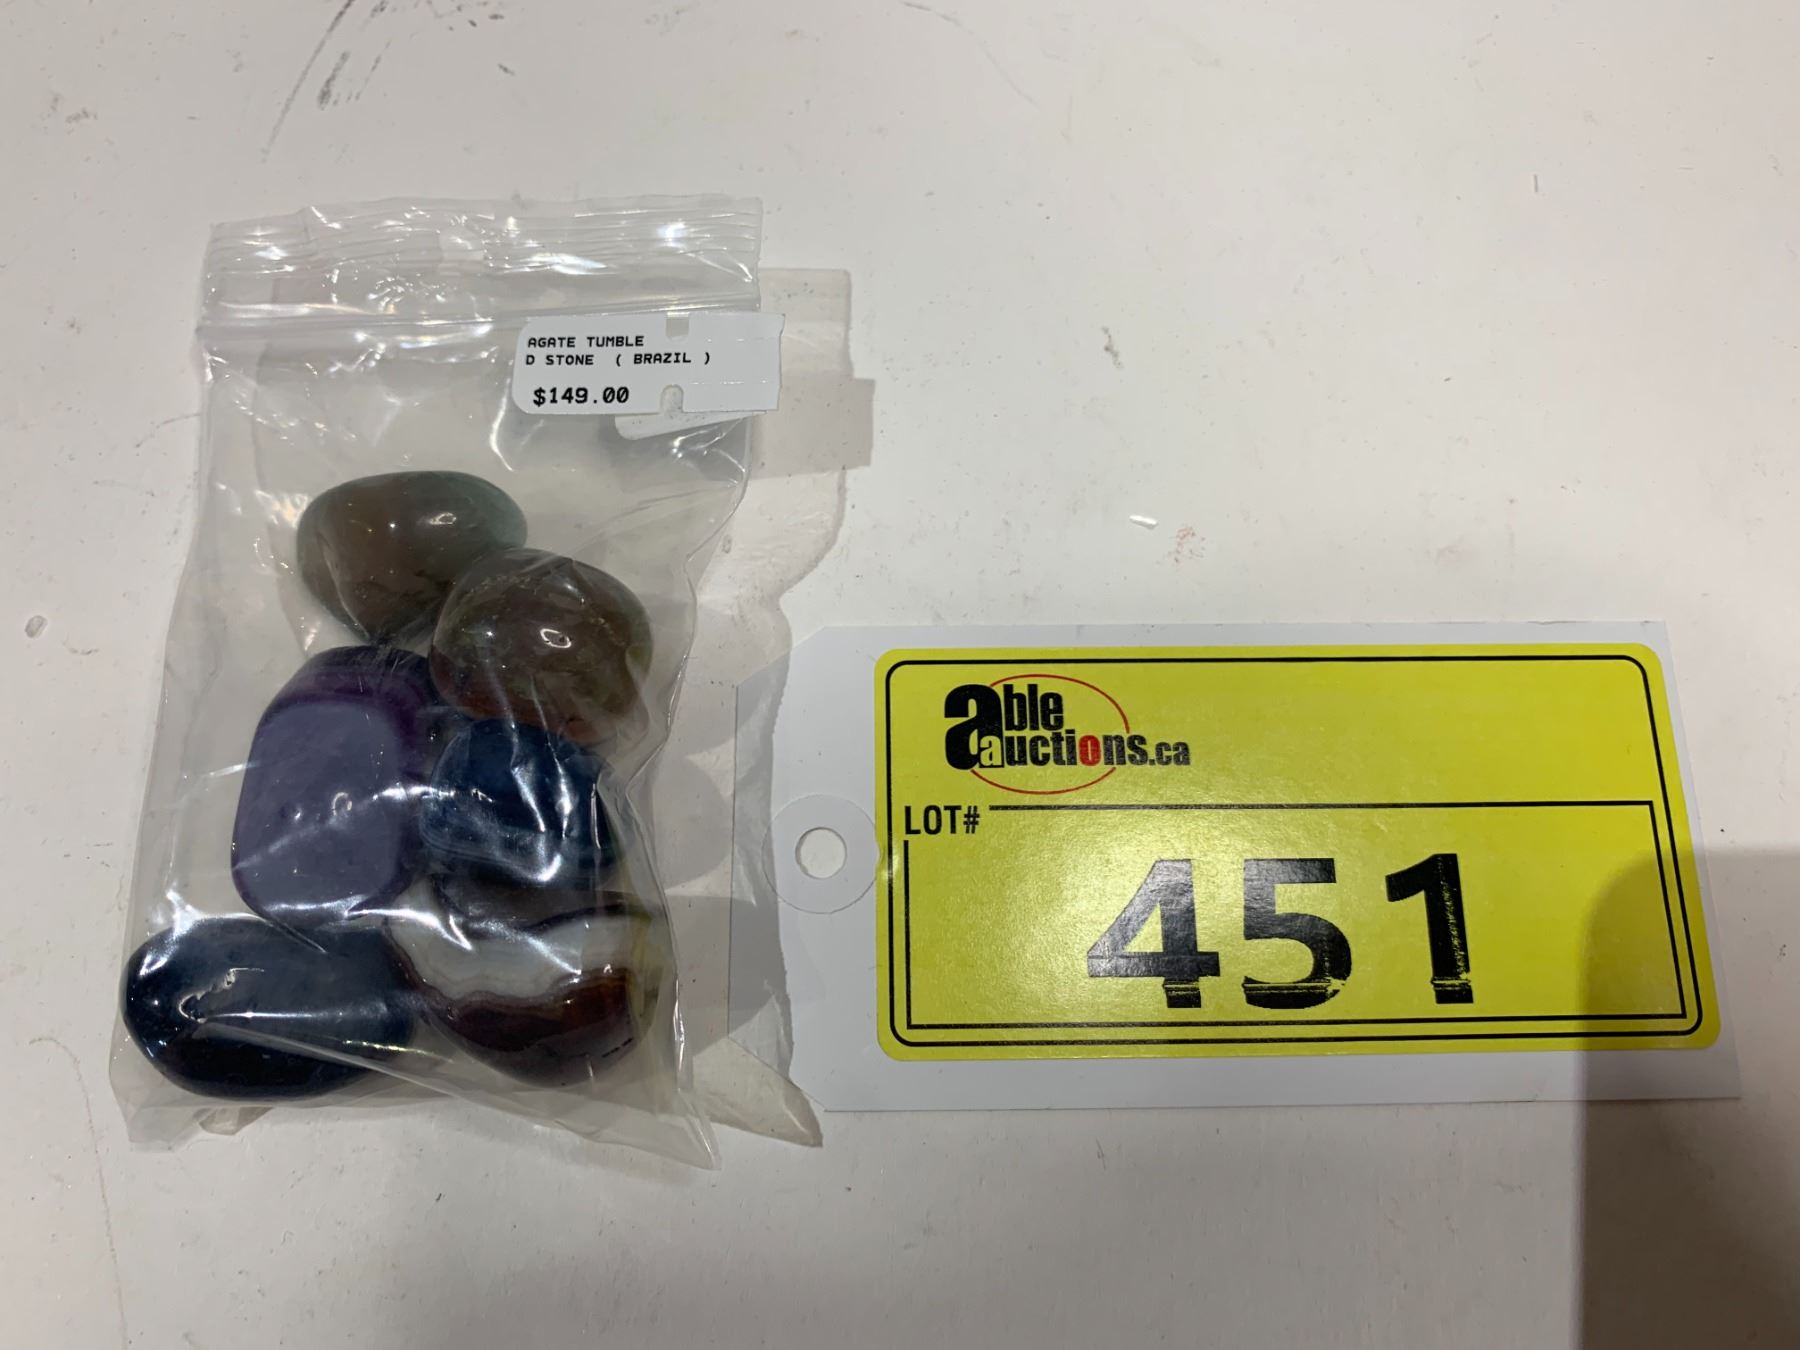 AGATE TUMBLE
D STONE ( BRAZIL )
$149.00
able
auctions.ca
LOT#
451